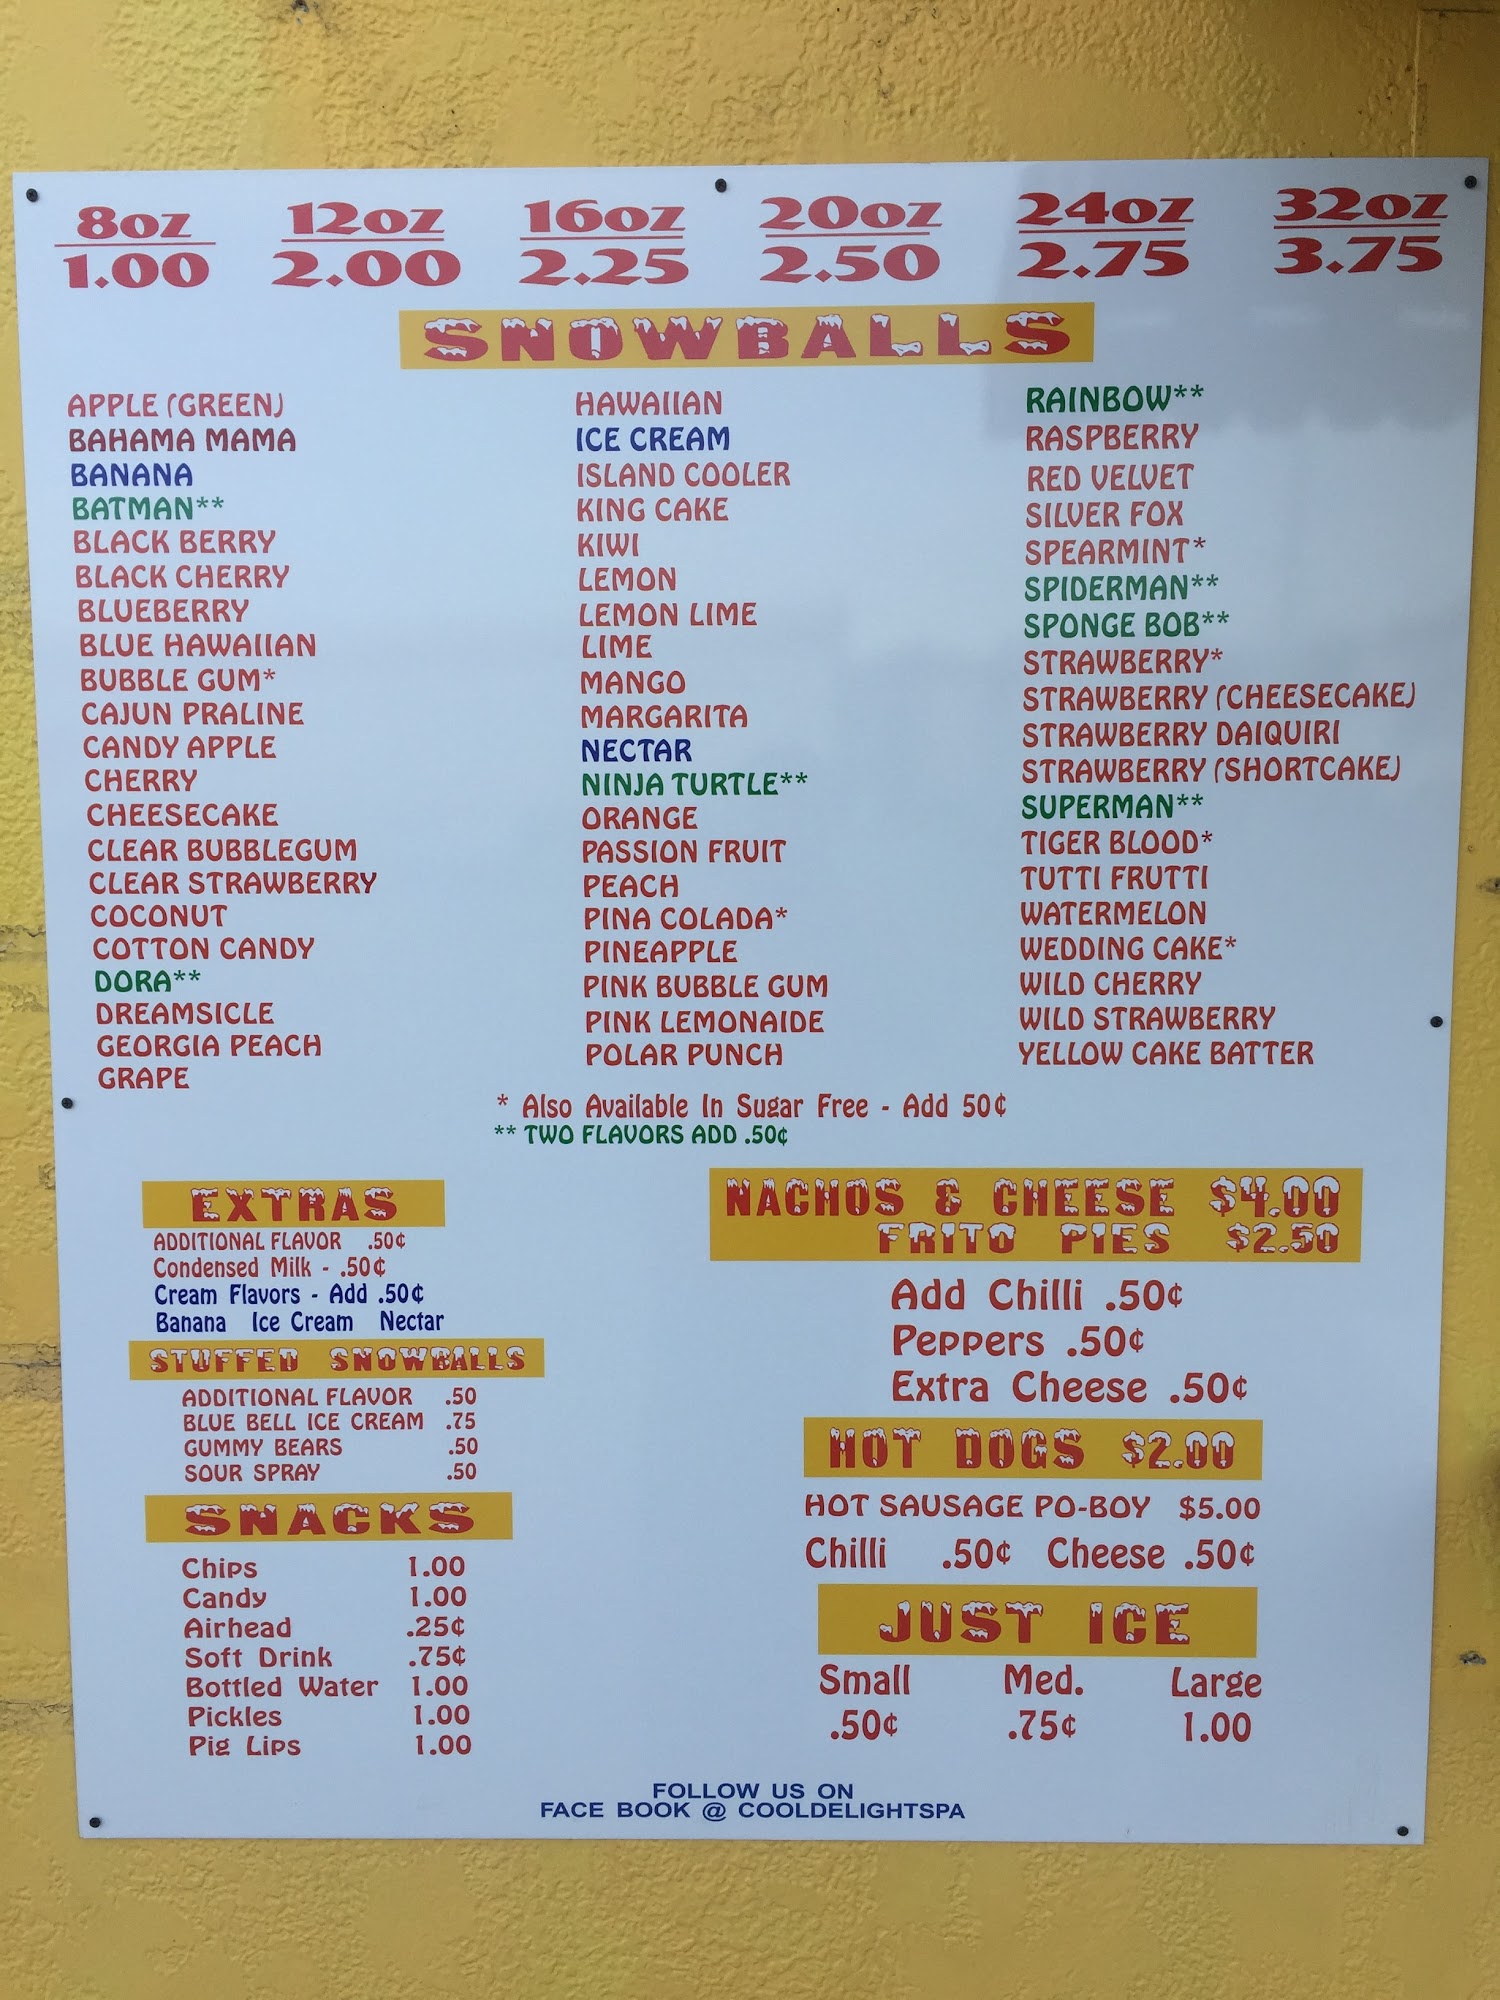 8oz 12oz 16oz 20oz 24oz 32oz
1.00 2.00 2.25 2.50 2.75 3.75
SNOWBALLS
APPLE (GREEN)
BAHAMA MAMA
BANANA
BATMAN**
BLACK BERRY
BLACK CHERRY
BLUEBERRY
BLUE HAWAIIAN
BUBBLE GUM*
CAJUN PRALINE
CANDY APPLE
CHERRY
CHEESECAKE
CLEAR BUBBLEGUM
CLEAR STRAWBERRY
COCONUT
COTTON CANDY
DORA**
DREAMSICLE
GEORGIA PEACH
GRAPE
HAWAIIAN
ICE CREAM
ISLAND COOLER
KING CAKE
KIWI
LEMON
LEMON LIME
LIME
MANGO
MARGARITA
NECTAR
NINJA TURTLE**
ORANGE
PASSION FRUIT
PEACH
PINA COLADA*
PINEAPPLE
PINK BUBBLE GUM
PINK LEMONAIDE
POLAR PUNCH
RAINBOW**
RASPBERRY
RED VELVET
SILVER FOX
SPEARMINT*
SPIDERMAN**
SPONGE BOB**
STRAWBERRY*
STRAWBERRY (CHEESECAKE)
STRAWBERRY DAIQUIRI
STRAWBERRY (SHORTCAKE)
SUPERMAN**
TIGER BLOOD*
TUTTI FRUTTI
WATERMELON
WEDDING CAKE*
WILD CHERRY
WILD STRAWBERRY
YELLOW CAKE BATTER
* Also Available In Sugar Free - Add 50¢
** TWO FLAVORS ADD .50¢
EXTRAS
ADDITIONAL FLAVOR .50¢
Condensed Milk - .50¢
Cream Flavors - Add .50¢
Banana Ice Cream Nectar
STUFFED SNOWBALLS
ADDITIONAL FLAVOR .50
BLUE BELL ICE CREAM .75
GUMMY BEARS .50
SOUR SPRAY .50
SNACKS
Chips 1.00
Candy 1.00
Airhead .25¢
Soft Drink .75¢
Bottled Water 1.00
Pickles 1.00
Pig Lips 1.00
NACHOS & CHEESE $4.00
FRITO PIES $2.50
Add Chilli .50¢
Peppers .50¢
Extra Cheese .50¢
HOT DOGS $2.00
HOT SAUSAGE PO-BOY $5.00
Chilli .50¢ Cheese .50¢
JUST ICE
Small Med. Large
.50¢ .75¢ 1.00
FOLLOW US ON
FACE BOOK @ COOLDELIGHTSPA